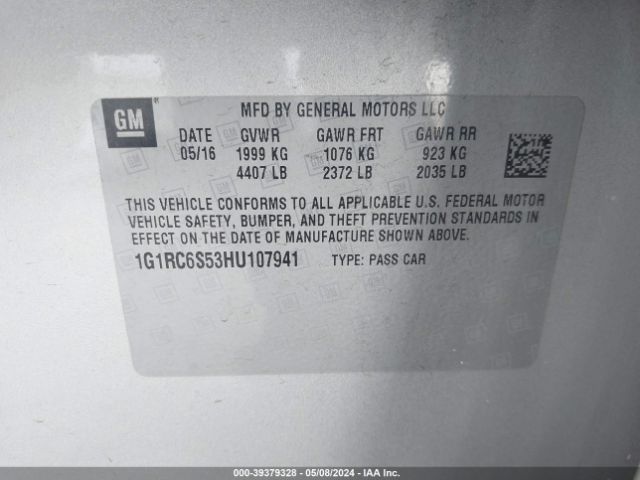 GM
MFD BY GENERAL MOTORS LLC
DATE GVWR GAWR FRT GAWR RR
05/16 1999 KG 1076 KG 923 KG
4407 LB 2372 LB 2035 LB
THIS VEHICLE CONFORMS TO ALL APPLICABLE U.S. FEDERAL MOTOR
VEHICLE SAFETY, BUMPER, AND THEFT PREVENTION STANDARDS IN
EFFECT ON THE DATE OF MANUFACTURE SHOWN ABOVE.
1G1RC6S53HU107941 TYPE: PASS CAR
000-39379328 - 05/08/2024 - IAA Inc.